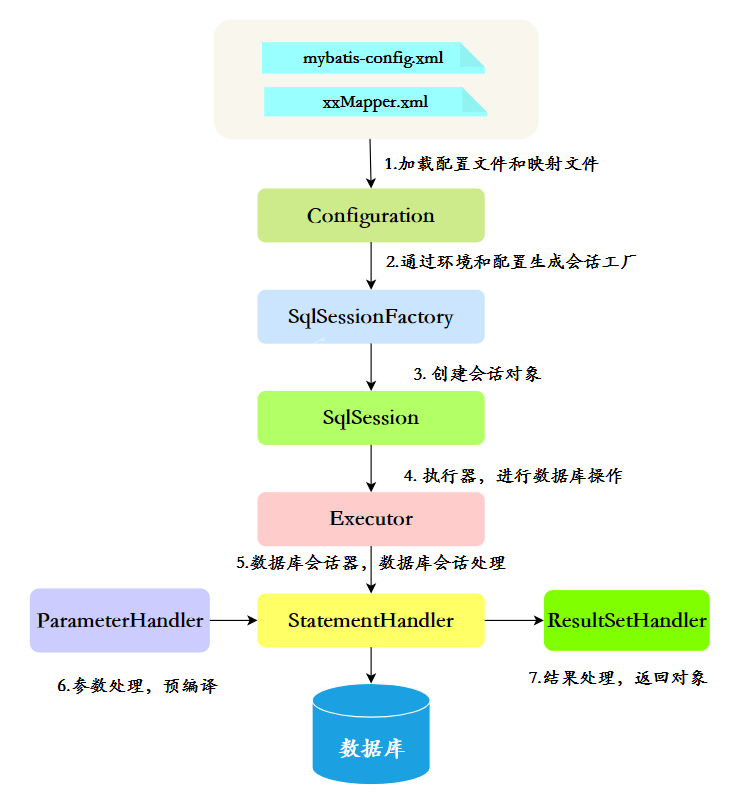 mybatis-config.xml
xxMapper.xml
1.加载配置文件和映射文件
Configuration
2.通过环境和配置生成会话工厂
SqlSessionFactory
3. 创建会话对象
SqlSession
4. 执行器，进行数据库操作
Executor
5.数据库会话器，数据库会话处理
ParameterHandler
StatementHandler
ResultSetHandler
6.参数处理，预编译
7.结果处理，返回对象
数据库